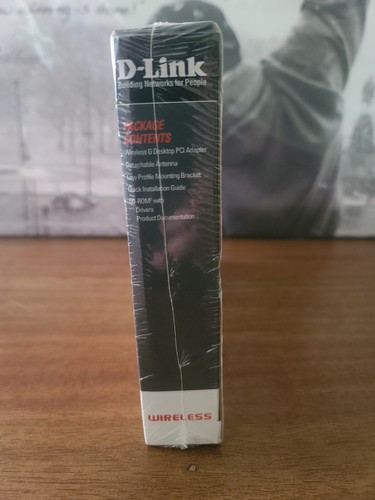 D-Link
Building Networks for People
PACKAGE
CONTENTS
Wireless G Desktop PCI Adapter
Detachable Antenna
Low Profile Mounting Bracket
Quick Installation Guide
CD-ROM* with
Drivers
Product Documentation
WIRELESS